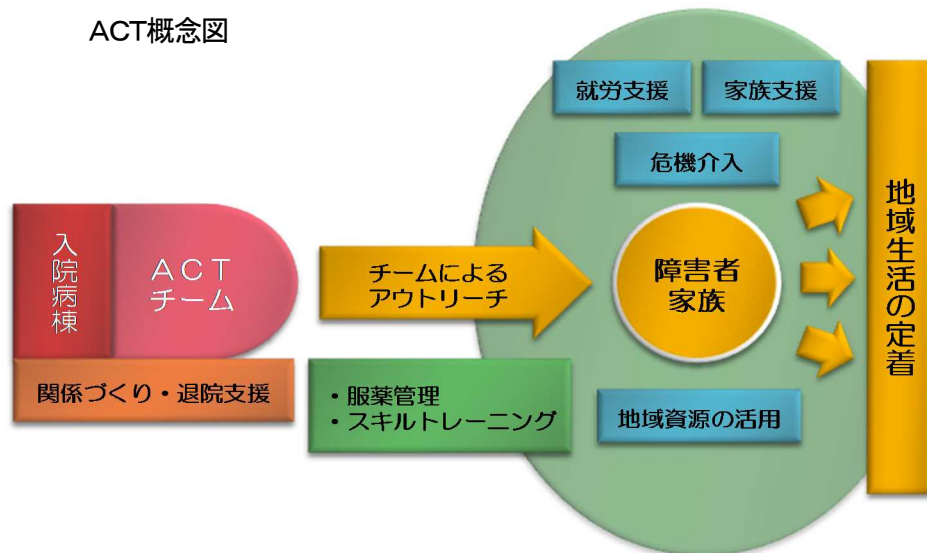 ACT概念図
就労支援
家族支援
危機介入
入院病棟
ACT
チーム
チームによる
アウトリーチ
障害者
家族
地域生活の定着
関係づくり・退院支援
・服薬管理
・スキルトレーニング
地域資源の活用